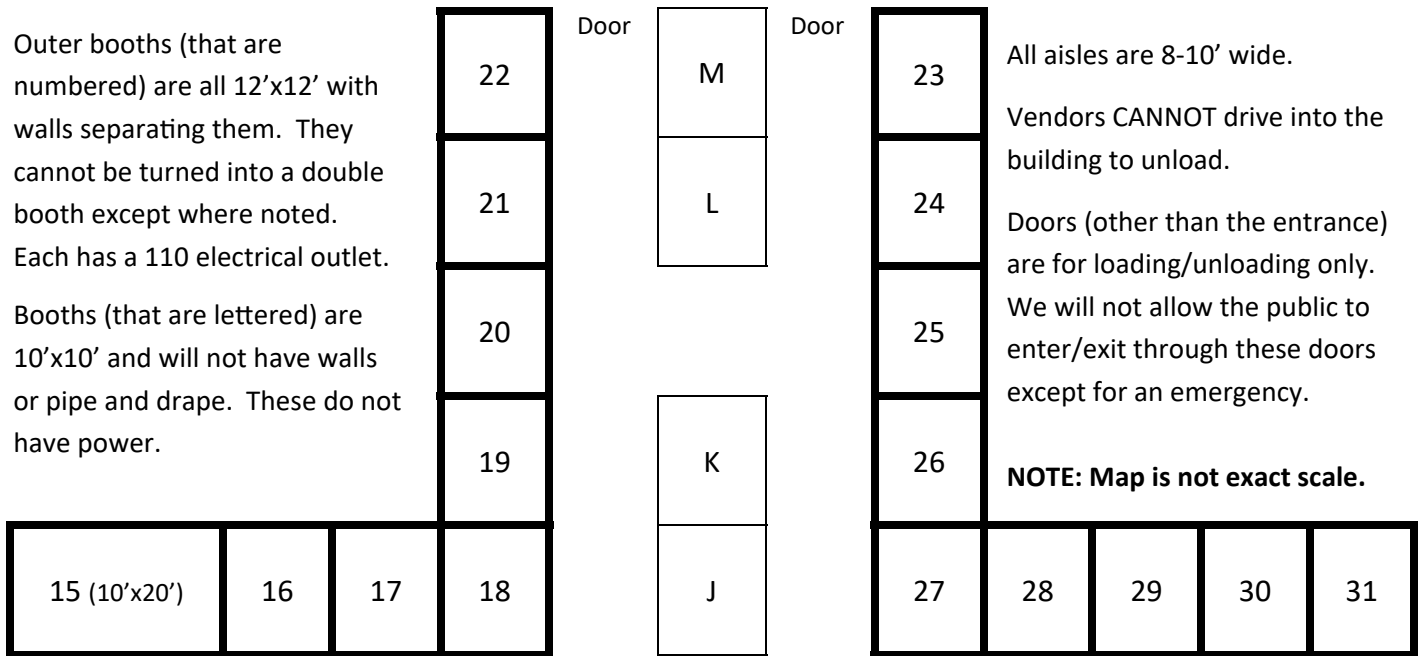 Outer booths (that are
numbered) are all 12’x12’ with
walls separating them.  They
cannot be turned into a double
booth except where noted.
Each has a 110 electrical outlet.
Booths (that are lettered) are
10’x10’ and will not have walls
or pipe and drape.  These do not
have power.
Door
Door
22
M
23
21
L
24
20
25
19
K
26
All aisles are 8-10’ wide.
Vendors CANNOT drive into the
building to unload.
Doors (other than the entrance)
are for loading/unloading only.
We will not allow the public to
enter/exit through these doors
except for an emergency.
NOTE: Map is not exact scale.
15 (10’x20’)
16
17
18
J
27
28
29
30
31